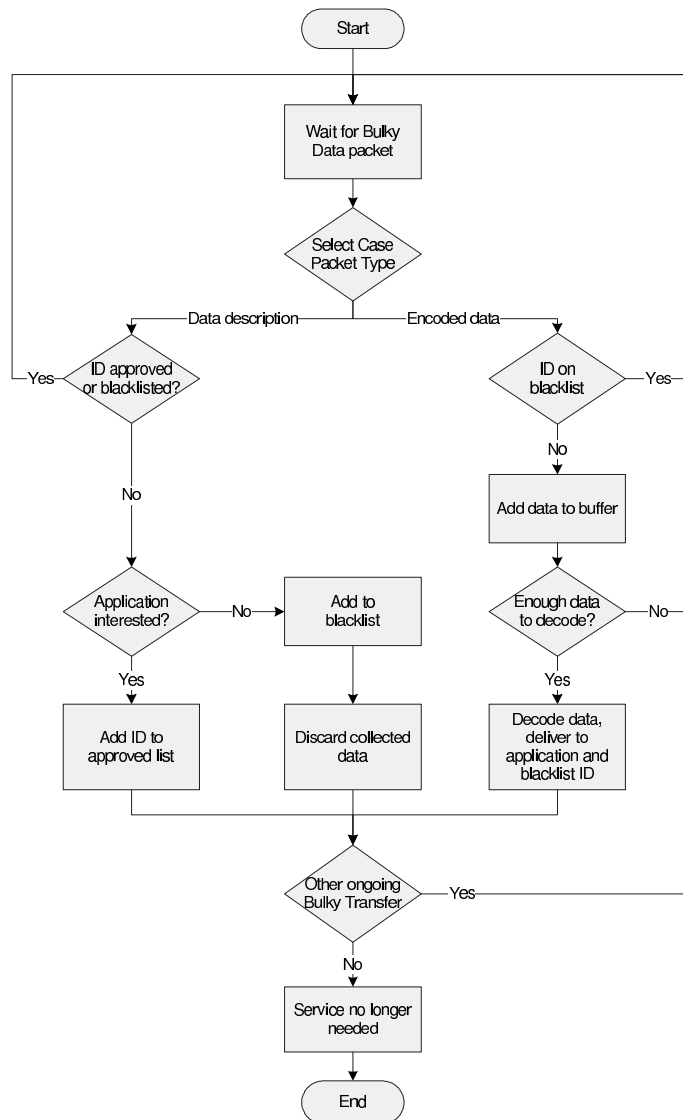 Start
Wait for Bulky
Data packet
Select Case
Packet Type
Data description
Encoded data
ID approved
or blacklisted?
Yes
ID on
blacklist
Yes
No
No
Add data to buffer
Application
interested?
No
Add to
blacklist
Enough data
to decode?
No
Yes
Yes
Add ID to
approved list
Discard collected
data
Decode data,
deliver to
application and
blacklist ID
Other ongoing
Bulky Transfer
Yes
No
Service no longer
needed
End